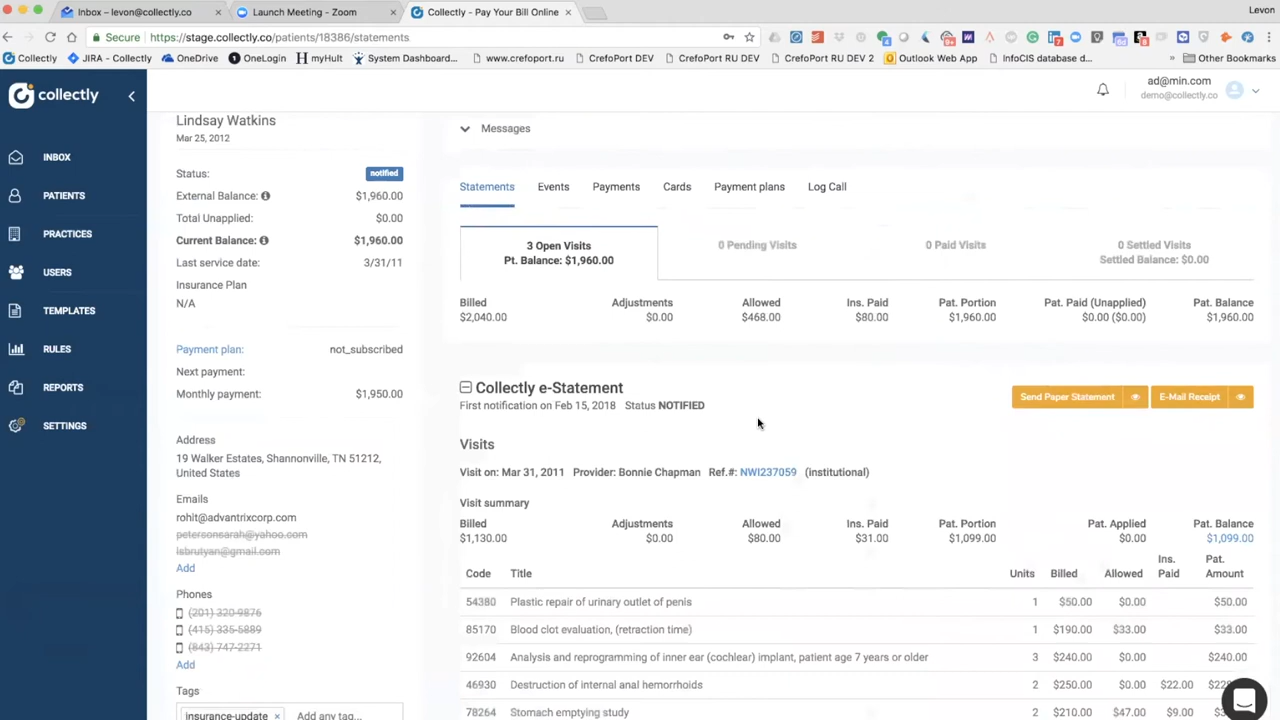 Inbox – levon@collectly.co × Launch Meeting - Zoom × Collectly - Pay Your Bill Online × Levon
Secure https://stage.collectly.co/patients/18386/statements
Collectly JIRA - Collectly OneDrive OneLogin myHult System Dashboard... www.crefoport.ru CrefoPort DEV CrefoPort RU DEV CrefoPort RU DEV 2 Outlook Web App InfoCIS database d... » Other Bookmarks
collectly
ad@min.com
demo@collectly.co
INBOX
PATIENTS
PRACTICES
USERS
TEMPLATES
RULES
REPORTS
SETTINGS
Lindsay Watkins
Mar 25, 2012
Status: notified
External Balance: $1,960.00
Total Unapplied: $0.00
Current Balance: $1,960.00
Last service date: 3/31/11
Insurance Plan
N/A
Payment plan: not_subscribed
Next payment:
Monthly payment: $1,950.00
Address
19 Walker Estates, Shannonville, TN 51212,
United States
Emails
rohit@advantrixcorp.com
petersonsarah@yahoo.com
lsbrutyan@gmail.com
Add
Phones
(201) 320-9876
(415) 335-5889
(843) 747-2271
Add
Tags
insurance-update × Add any tag...
Messages
Statements Events Payments Cards Payment plans Log Call
3 Open Visits 0 Pending Visits 0 Paid Visits 0 Settled Visits
Pt. Balance: $1,960.00 Settled Balance: $0.00
Billed Adjustments Allowed Ins. Paid Pat. Portion Pat. Paid (Unapplied) Pat. Balance
$2,040.00 $0.00 $468.00 $80.00 $1,960.00 $0.00 ($0.00) $1,960.00
Collectly e-Statement Send Paper Statement E-Mail Receipt
First notification on Feb 15, 2018 Status NOTIFIED
Visits
Visit on: Mar 31, 2011 Provider: Bonnie Chapman Ref.#: NWI237059 (institutional)
Visit summary
Billed Adjustments Allowed Ins. Paid Pat. Portion Pat. Applied Pat. Balance
$1,130.00 $0.00 $80.00 $31.00 $1,099.00 $0.00 $1,099.00
Code Title Units Billed Allowed Ins. Paid Pat. Amount
54380 Plastic repair of urinary outlet of penis 1 $50.00 $0.00 $50.00
85170 Blood clot evaluation, (retraction time) 1 $190.00 $33.00 $33.00
92604 Analysis and reprogramming of inner ear (cochlear) implant, patient age 7 years or older 3 $240.00 $0.00 $240.00
46930 Destruction of internal anal hemorrhoids 2 $250.00 $0.00 $22.00
78264 Stomach emptying study 2 $210.00 $47.00 $9.00